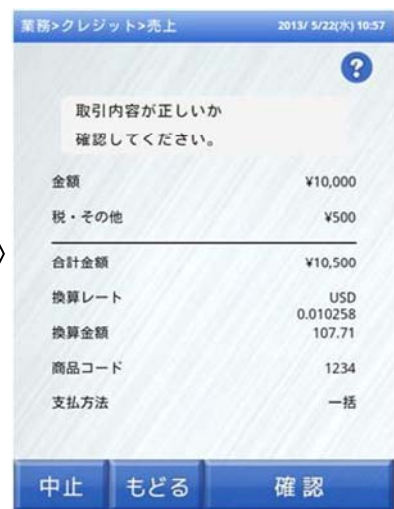 業務>クレジット>売上 2013/ 5/22(水) 10:57
?
取引内容が正しいか
確認してください。
金額 ¥10,000
税・その他 ¥500
合計金額 ¥10,500
換算レート USD
0.010258
換算金額 107.71
商品コード 1234
支払方法 一括
中止 もどる 確認